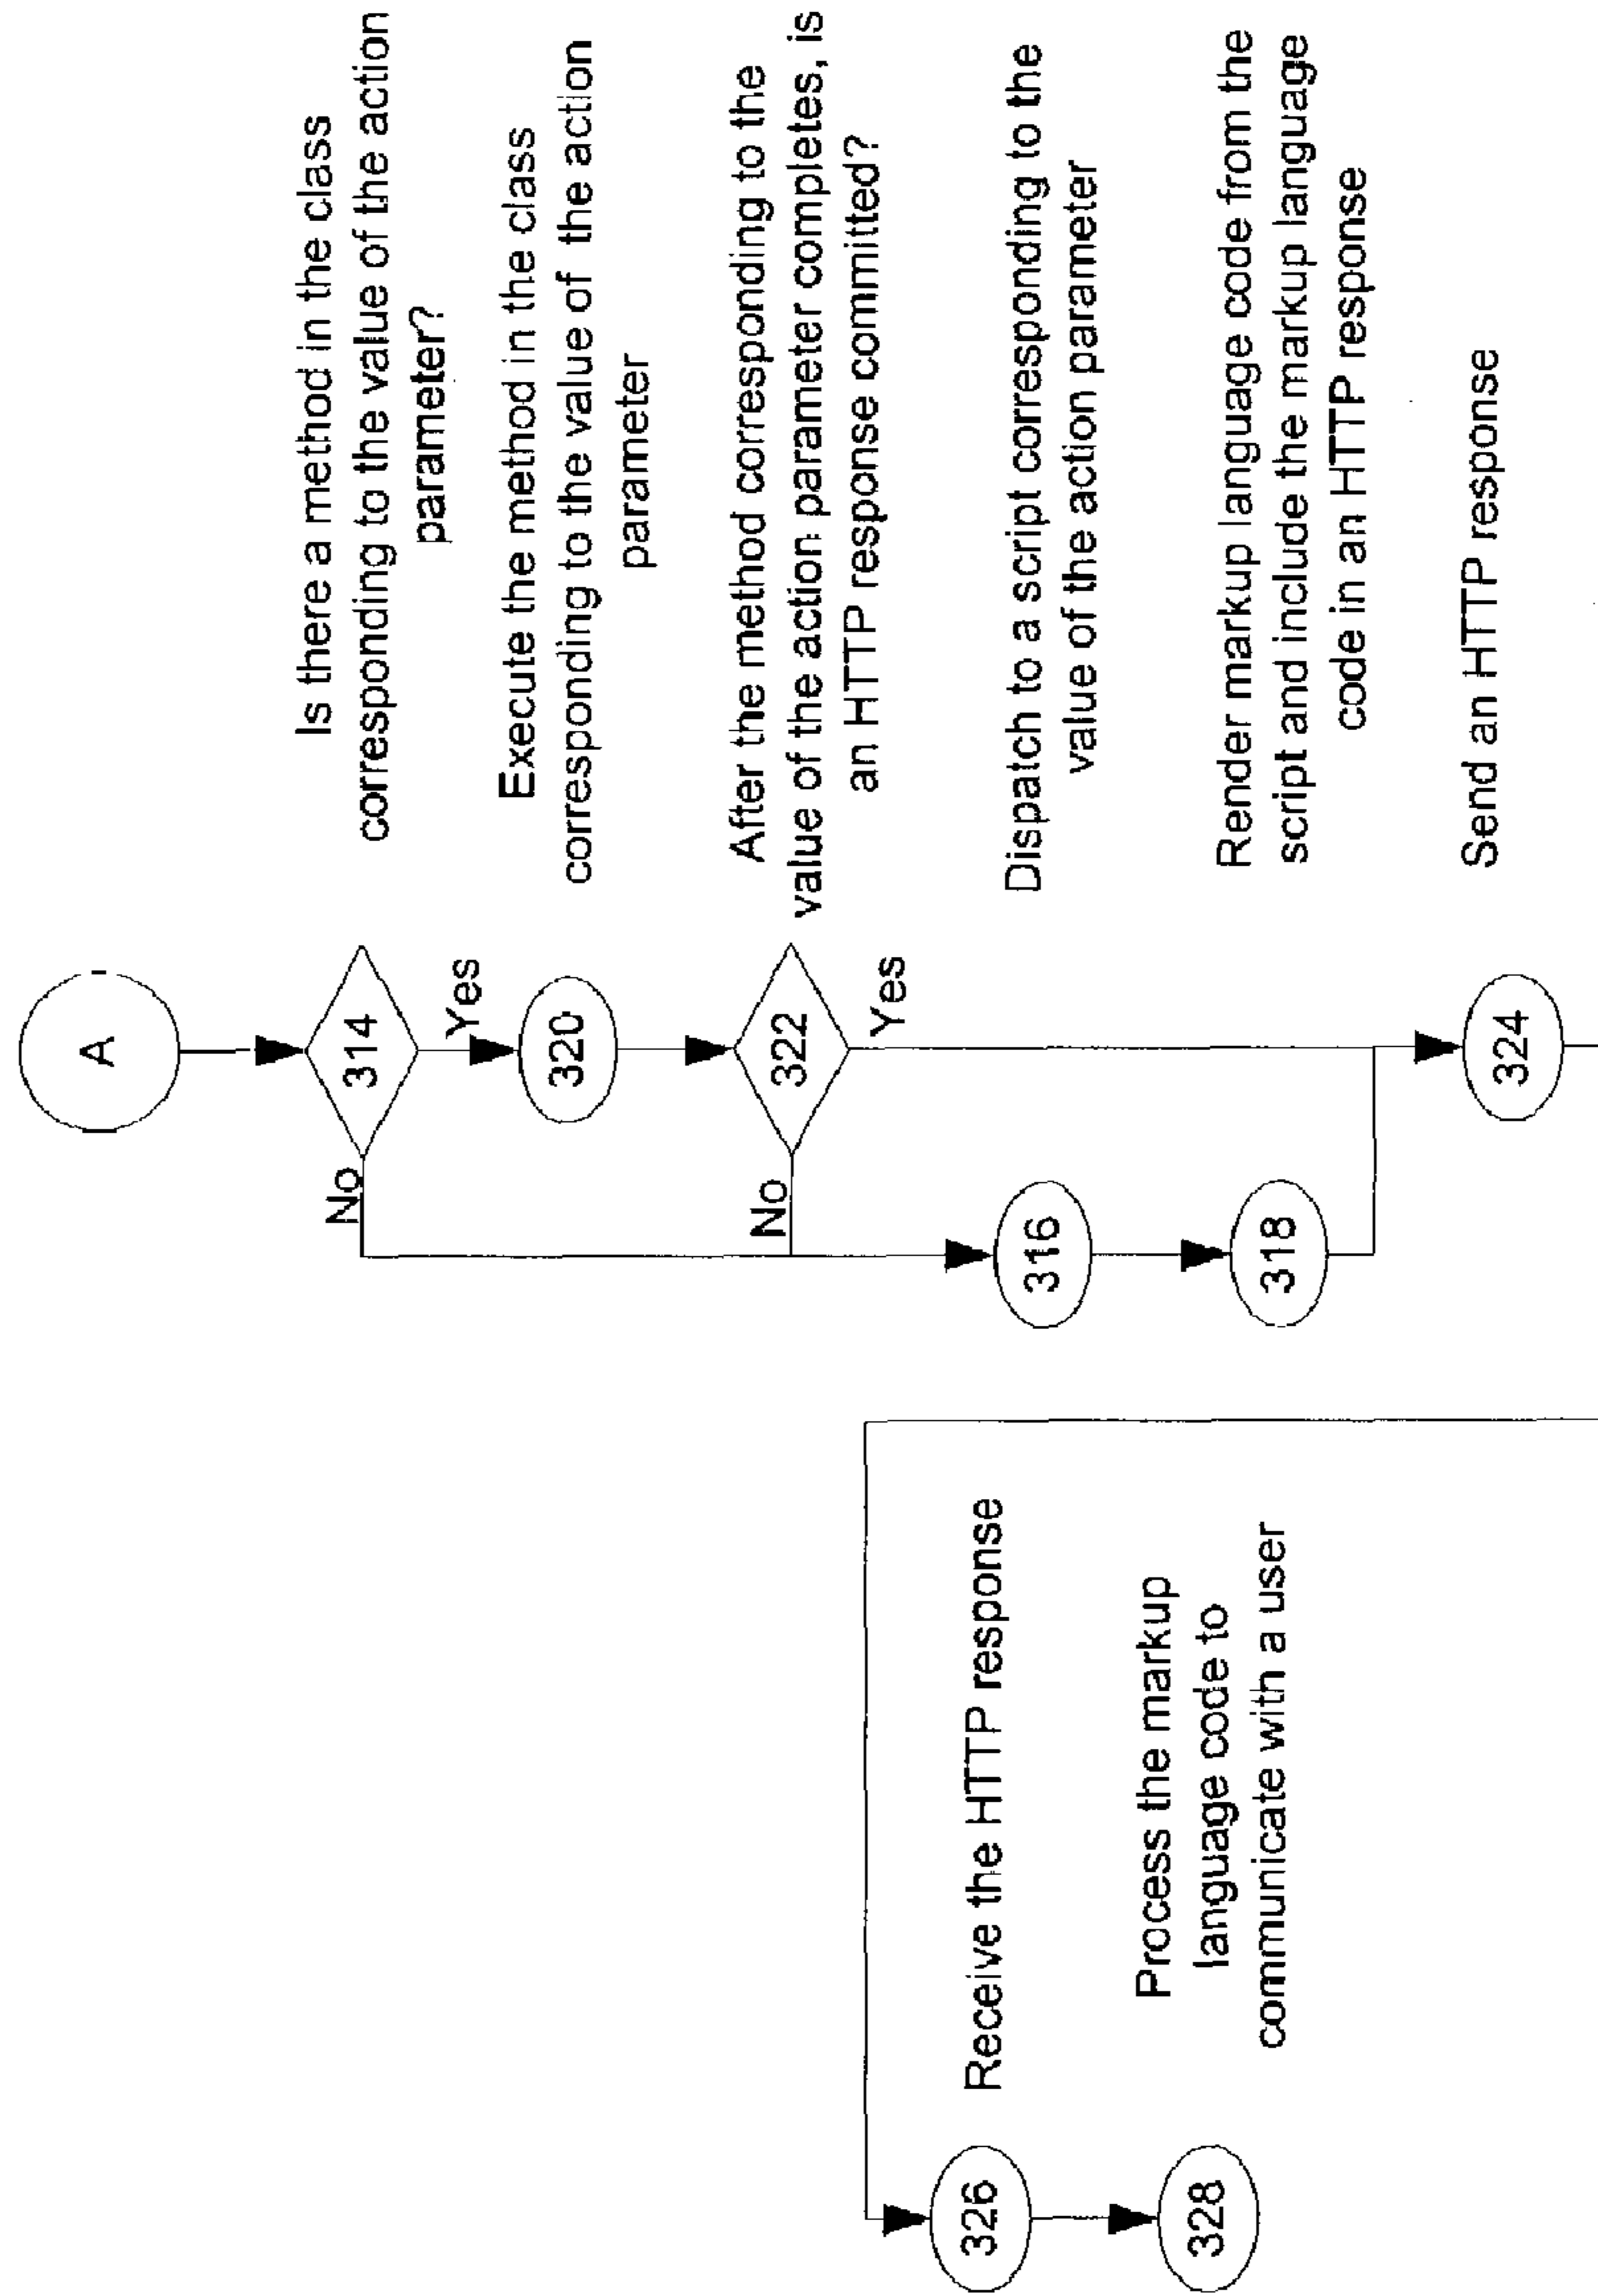 A
314
Is there a method in the class
corresponding to the value of the action
parameter?
No
Yes
320
Execute the method in the class
corresponding to the value of the action
parameter
322
After the method corresponding to the
value of the action parameter completes, is
an HTTP response committed?
No
Yes
316
Dispatch to a script corresponding to the
value of the action parameter
318
Render markup language code from the
script and include the markup language
code in an HTTP response
324
Send an HTTP response
326
Receive the HTTP response
328
Process the markup
language code to
communicate with a user